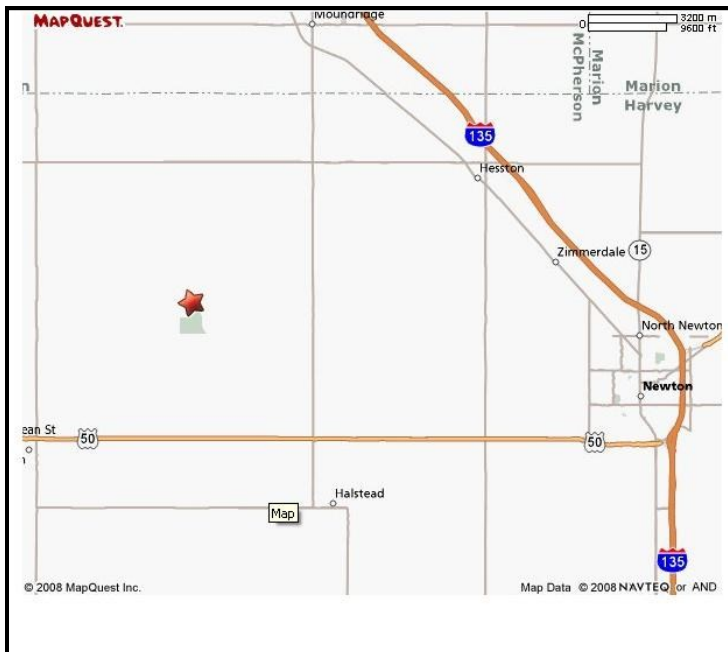 MAPQUEST.
Moundridge
0
3200 m
9600 ft
McPherson
Marion
Marion
Harvey
n
135
Hesston
Zimmerdale
15
North Newton
Newton
ean St
50
50
Halstead
Map
135
© 2008 MapQuest Inc.
Map Data © 2008 NAVTEQ or AND